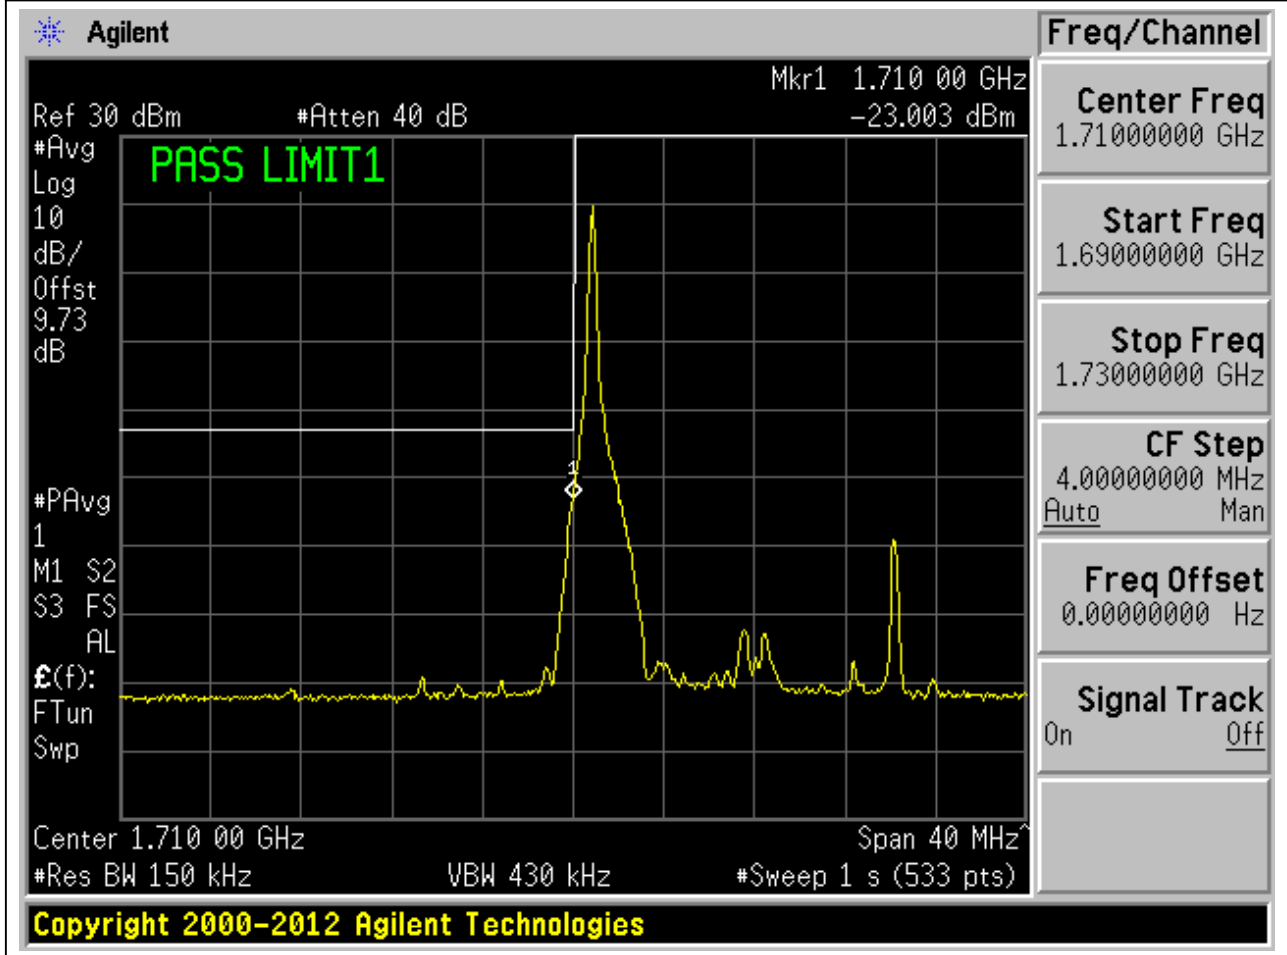 Agilent
Freq/Channel
Mkr1 1.710 00 GHz
Ref 30 dBm #Atten 40 dB -23.003 dBm
#Avg
Log
10
dB/
Offst
9.73
dB
PASS LIMIT1
1
#PAvg
1
M1 S2
S3 FS
AL
£(f):
FTun
Swp
Center 1.710 00 GHz Span 40 MHz^
#Res BW 150 kHz VBW 430 kHz #Sweep 1 s (533 pts)
Copyright 2000-2012 Agilent Technologies
Center Freq
1.71000000 GHz
Start Freq
1.69000000 GHz
Stop Freq
1.73000000 GHz
CF Step
4.00000000 MHz
Auto Man
Freq Offset
0.00000000 Hz
Signal Track
On Off